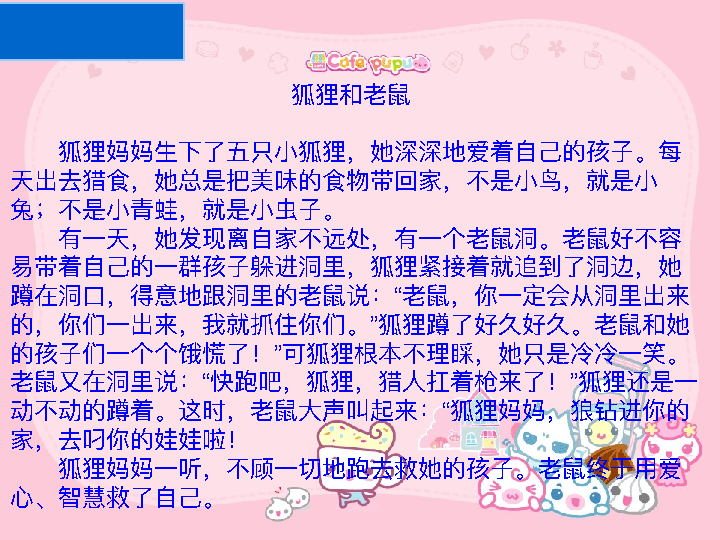 Cafe pupu
狐狸和老鼠
狐狸妈妈生下了五只小狐狸，她深深地爱着自己的孩子。每
天出去猎食，她总是把美味的食物带回家，不是小鸟，就是小
兔；不是小青蛙，就是小虫子。
有一天，她发现离自家不远处，有一个老鼠洞。老鼠好不容
易带着自己的一群孩子躲进洞里，狐狸紧接着就追到了洞边，她
蹲在洞口，得意地跟洞里的老鼠说：“老鼠，你一定会从洞里出来
的，你们一出来，我就抓住你们。”狐狸蹲了好久好久。老鼠和她
的孩子们一个个饿慌了！”可狐狸根本不理睬，她只是冷冷一笑。
老鼠又在洞里说：“快跑吧，狐狸，猎人扛着枪来了！”狐狸还是一
动不动的蹲着。这时，老鼠大声叫起来：“狐狸妈妈，狼钻进你的
家，去叼你的娃娃啦！
狐狸妈妈一听，不顾一切地跑去救她的孩子。老鼠终于用爱
心、智慧救了自己。